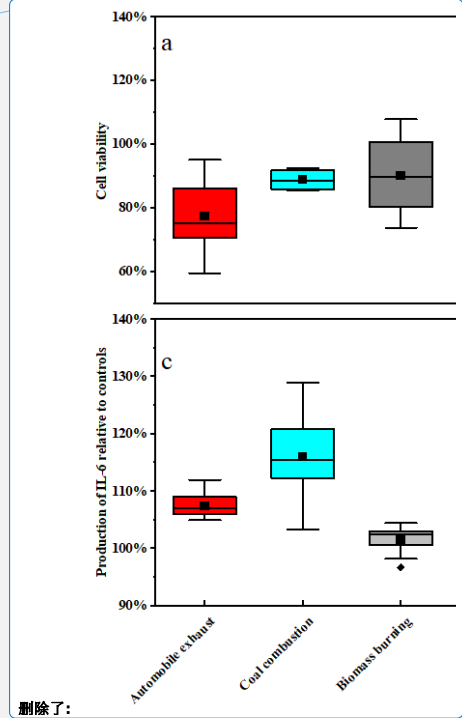 140%
a
120%
100%
80%
60%
Cell viability
140%
c
130%
120%
110%
100%
90%
Production of IL-6 relative to controls
Automobile exhaust
Coal combustion
Biomass burning
删除了: